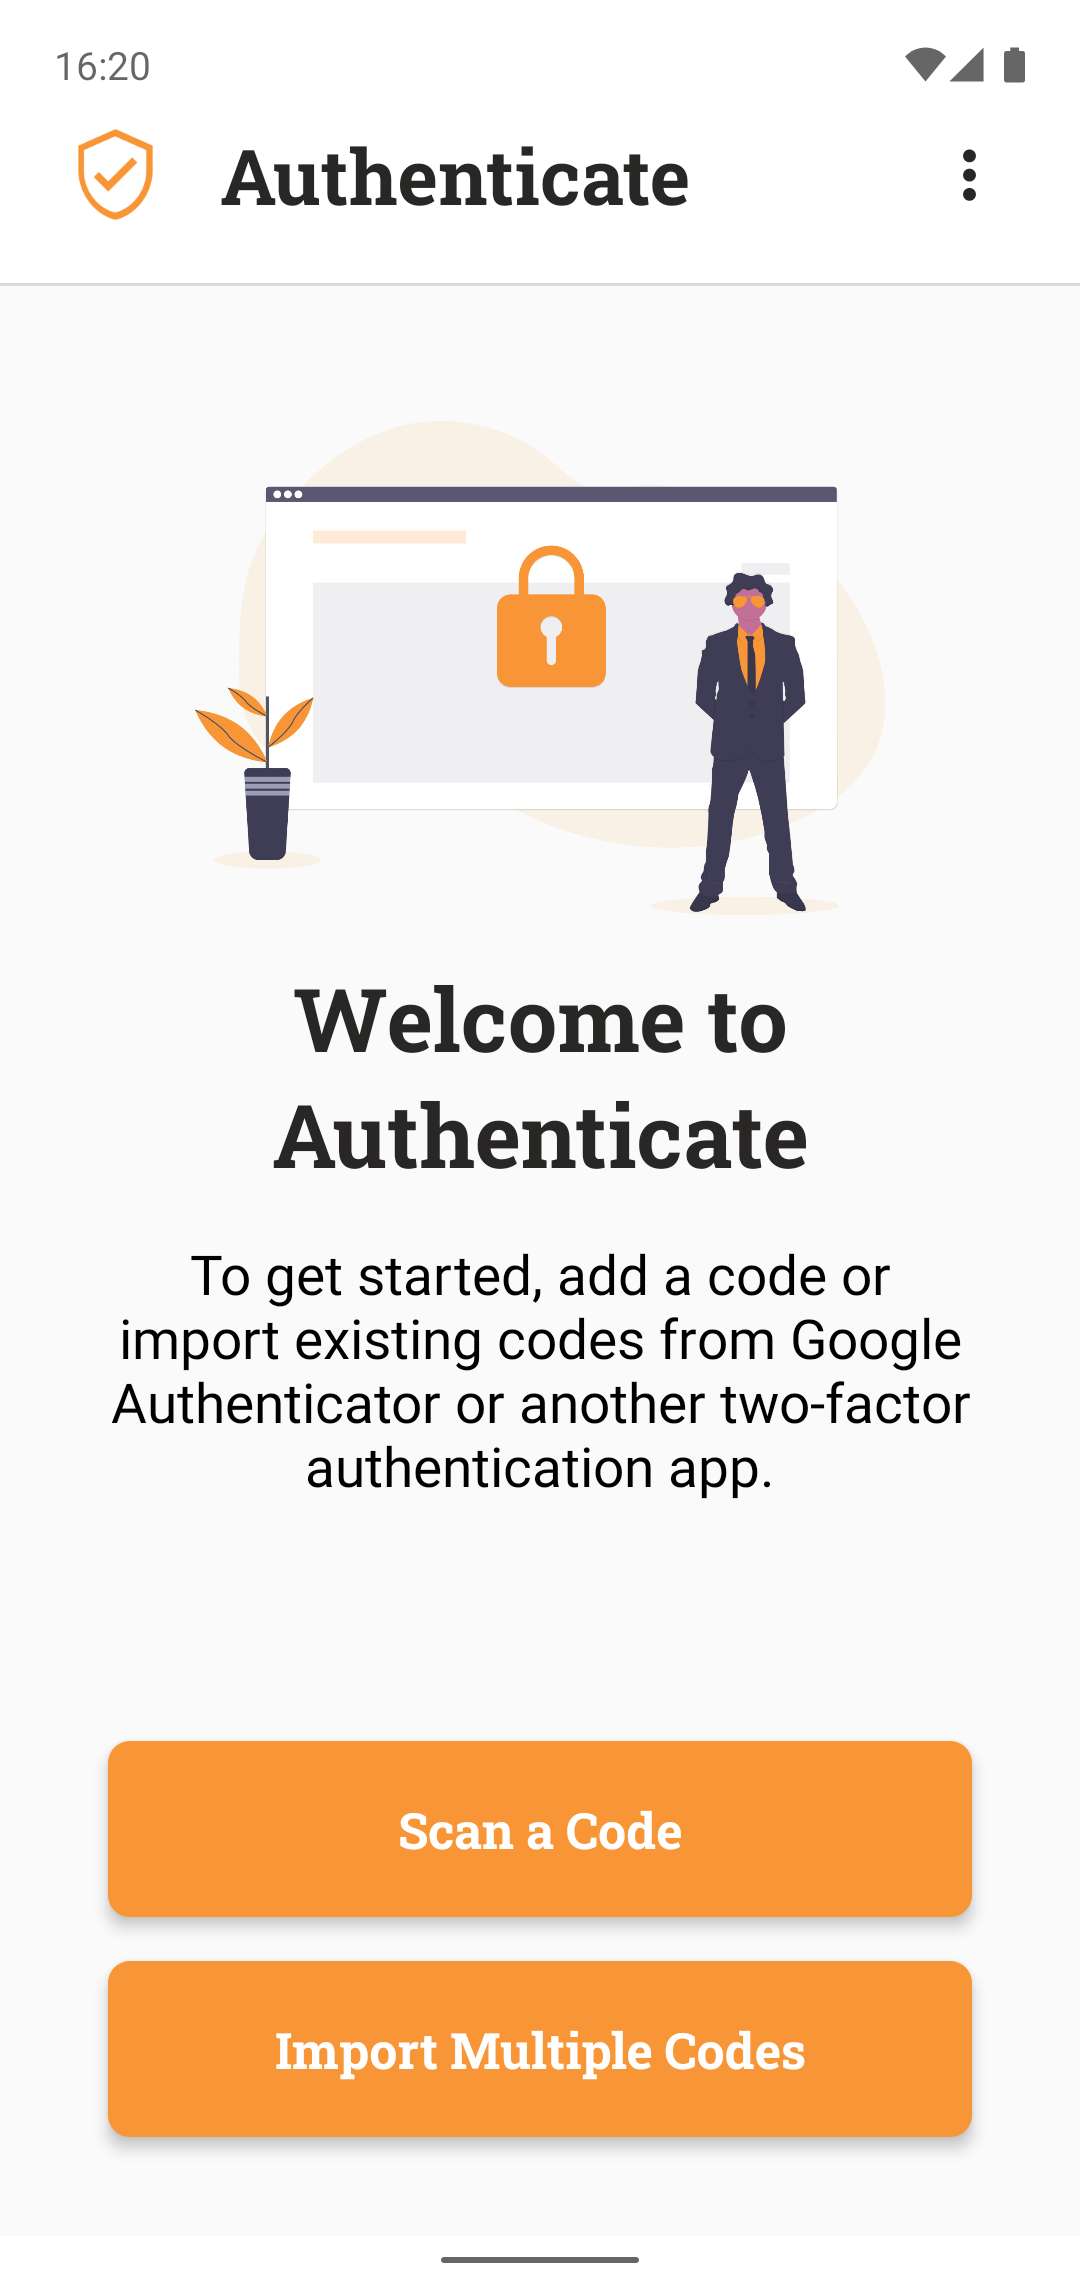 16:20
Authenticate
Welcome to
Authenticate
To get started, add a code or
import existing codes from Google
Authenticator or another two-factor
authentication app.
Scan a Code
Import Multiple Codes